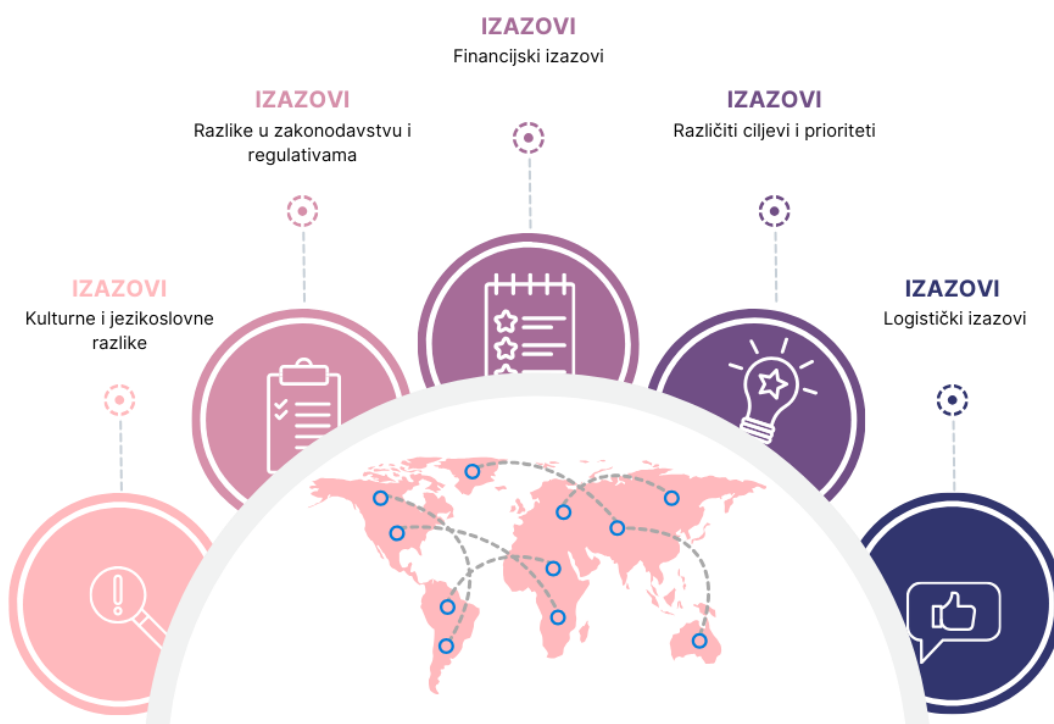 IZAZOVI
Kulturne i jezikoslovne
razlike
IZAZOVI
Razlike u zakonodavstvu i
regulativama
IZAZOVI
Financijski izazovi
IZAZOVI
Različiti ciljevi i prioriteti
IZAZOVI
Logistički izazovi